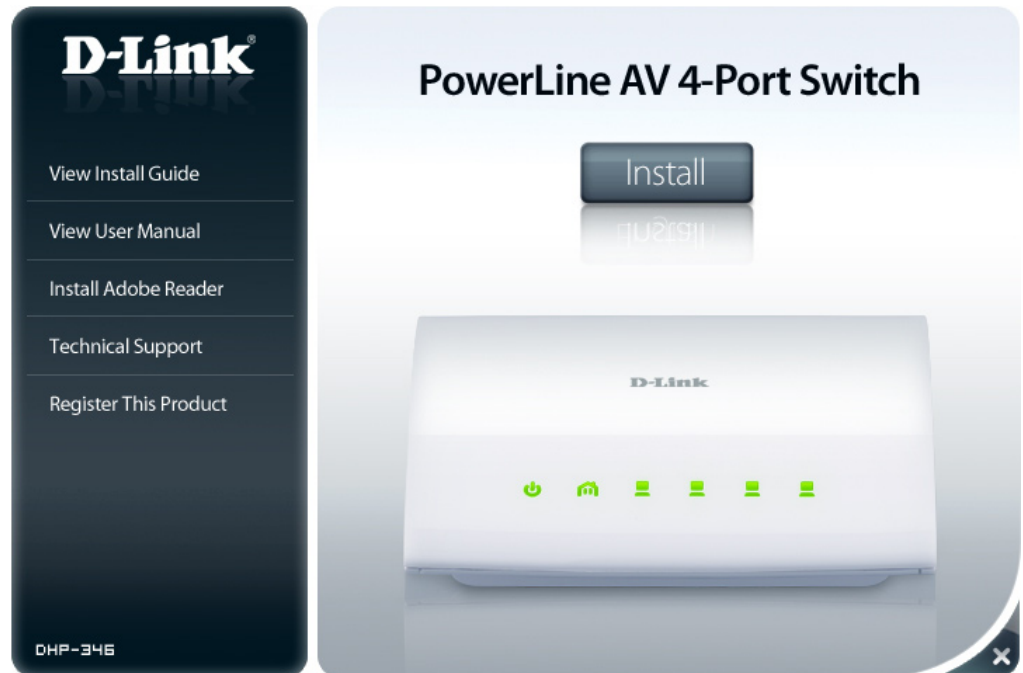 D-Link®
View Install Guide
View User Manual
Install Adobe Reader
Technical Support
Register This Product
DHP-346
PowerLine AV 4-Port Switch
Install
D-Link